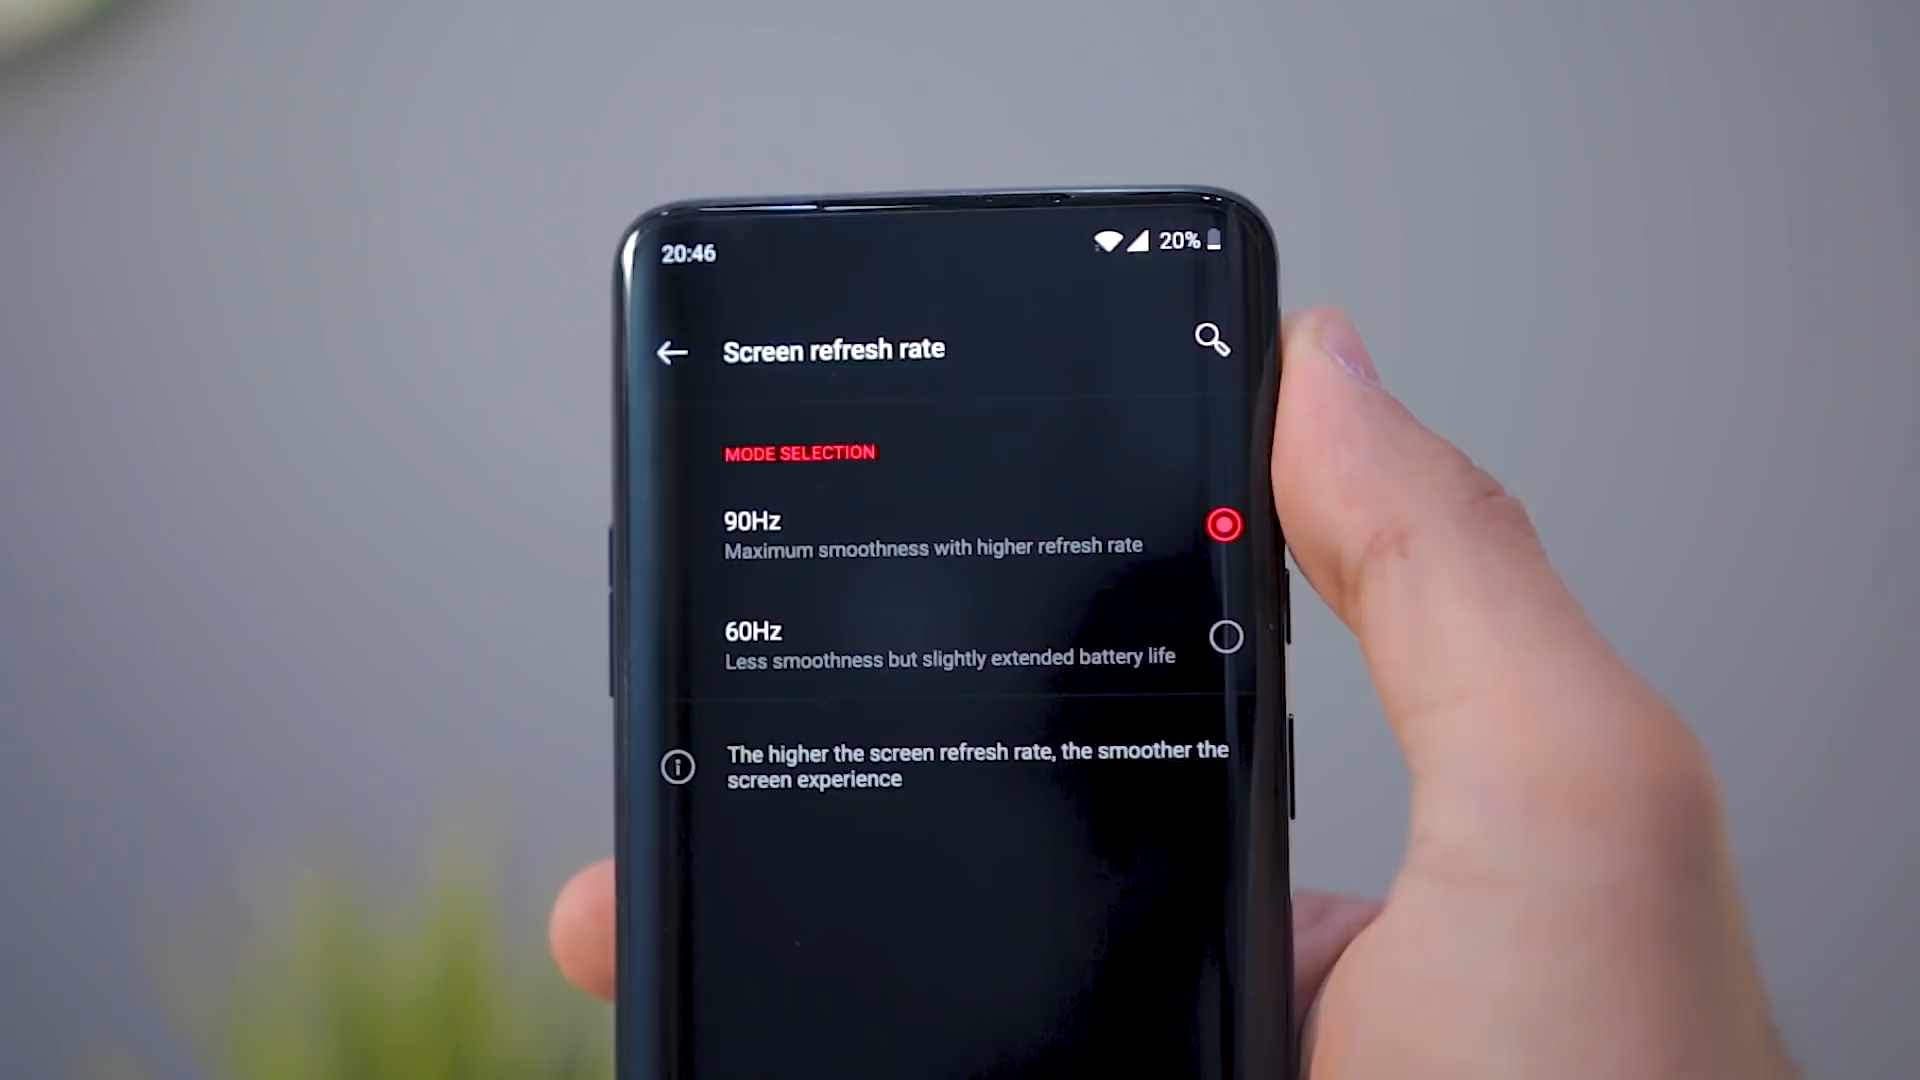 20:46
20%
Screen refresh rate
MODE SELECTION
90Hz
Maximum smoothness with higher refresh rate
60Hz
Less smoothness but slightly extended battery life
The higher the screen refresh rate, the smoother the
screen experience